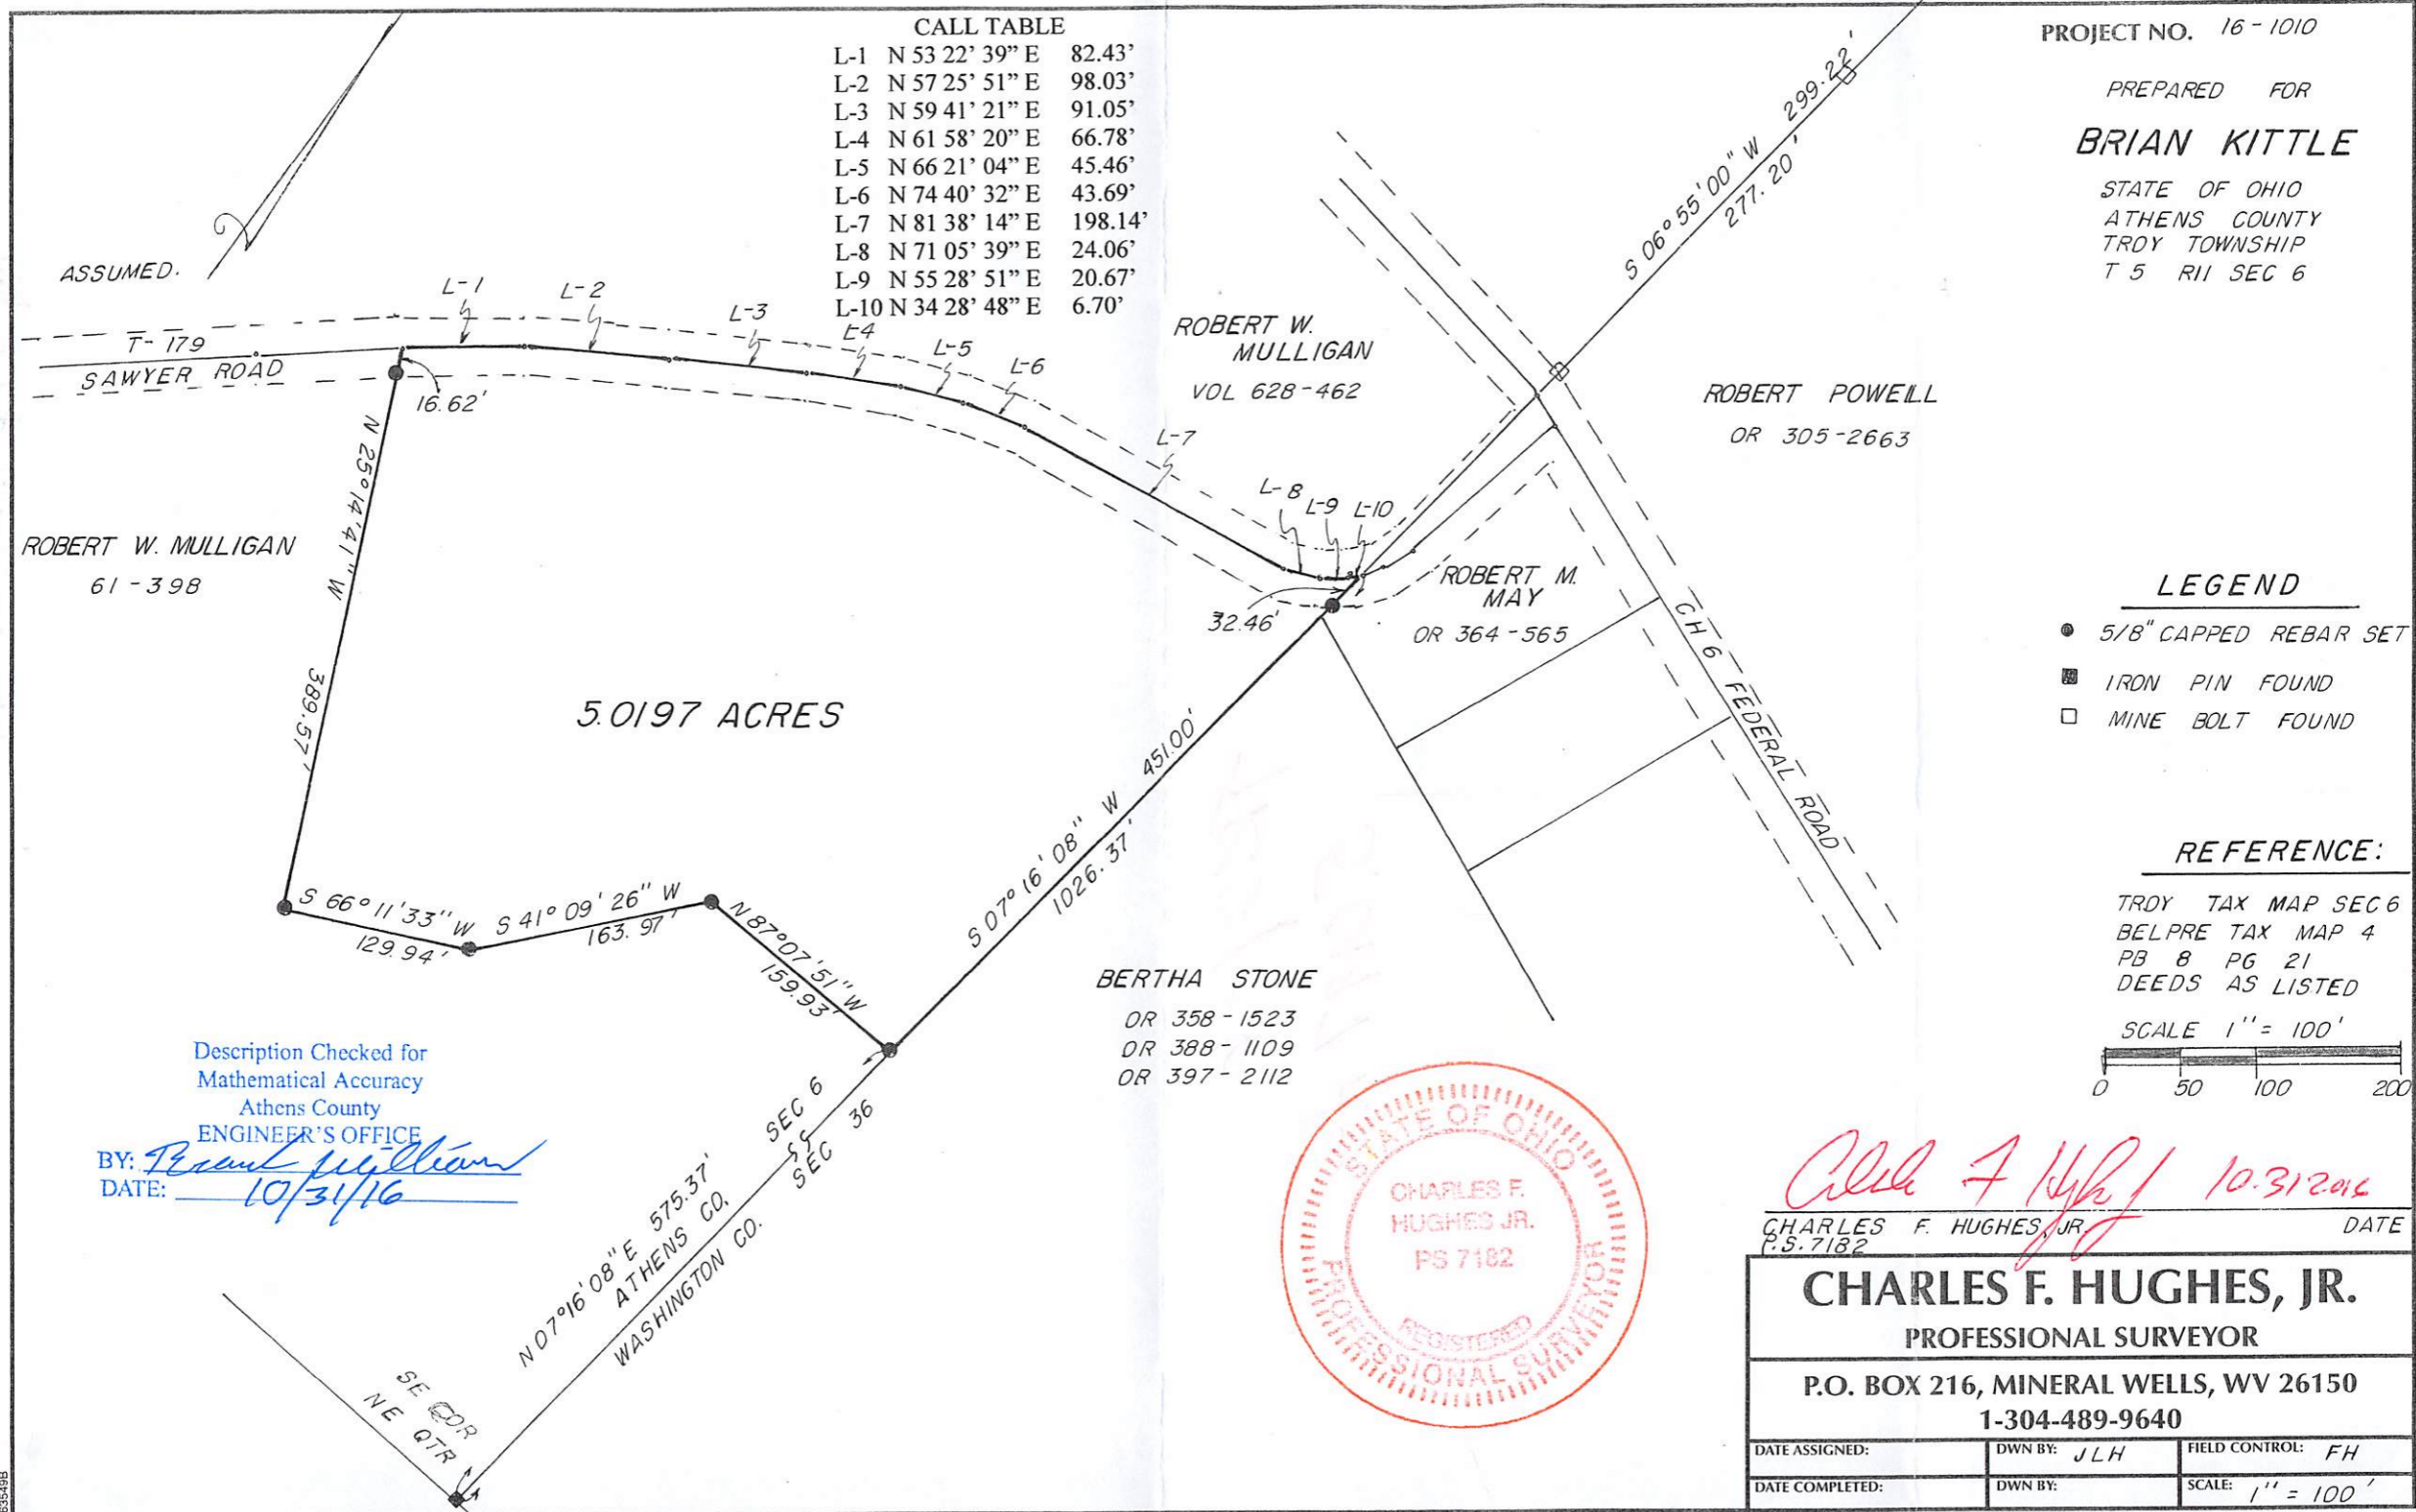 CALL TABLE
L-1 N 53 22’ 39” E 82.43’
L-2 N 57 25’ 51” E 98.03’
L-3 N 59 41’ 21” E 91.05’
L-4 N 61 58’ 20” E 66.78’
L-5 N 66 21’ 04” E 45.46’
L-6 N 74 40’ 32” E 43.69’
L-7 N 81 38’ 14” E 198.14’
L-8 N 71 05’ 39” E 24.06’
L-9 N 55 28’ 51” E 20.67’
L-10 N 34 28’ 48” E 6.70’
PROJECT NO. 16-1010
PREPARED FOR
BRIAN KITTLE
STATE OF OHIO
ATHENS COUNTY
TROY TOWNSHIP
T 5 R11 SEC 6
ASSUMED.
T-179
SAWYER ROAD
L-1
L-2
L-3
L-4
L-5
L-6
L-7
L-8
L-9
L-10
16.62'
299.22'
S 06° 55' 00" W
277.20'
ROBERT W.
MULLIGAN
VOL 628-462
ROBERT POWELL
OR 305-2663
N 25° 14' 41" W
389.57'
ROBERT W. MULLIGAN
61-398
5.0197 ACRES
32.46'
ROBERT M.
MAY
OR 364-565
CH 6 FEDERAL ROAD
S 07° 16' 08" W 451.00'
1026.37'
S 66° 11' 33" W
129.94'
S 41° 09' 26" W
163.97'
N 87° 07' 51" W
159.93'
BERTHA STONE
OR 358-1523
OR 388-1109
OR 397-2112
LEGEND
5/8" CAPPED REBAR SET
IRON PIN FOUND
MINE BOLT FOUND
REFERENCE:
TROY TAX MAP SEC 6
BELPRE TAX MAP 4
PB 8 PG 21
DEEDS AS LISTED
SCALE 1" = 100'
0 50 100 200
Description Checked for
Mathematical Accuracy
Athens County
ENGINEER'S OFFICE
BY:
DATE: 10/31/16
SEC 6
SEC 36
N 07° 16' 08" E 575.37'
ATHENS CO.
WASHINGTON CO.
SE COR
NE QTR
STATE OF OHIO
CHARLES F.
HUGHES JR.
PS 7182
REGISTERED
PROFESSIONAL SURVEYOR
10.31 2016
CHARLES F. HUGHES, JR. DATE
P.S. 7182
CHARLES F. HUGHES, JR.
PROFESSIONAL SURVEYOR
P.O. BOX 216, MINERAL WELLS, WV 26150
1-304-489-9640
DATE ASSIGNED: DWN BY: JLH FIELD CONTROL: FH
DATE COMPLETED: DWN BY: SCALE: 1" = 100'